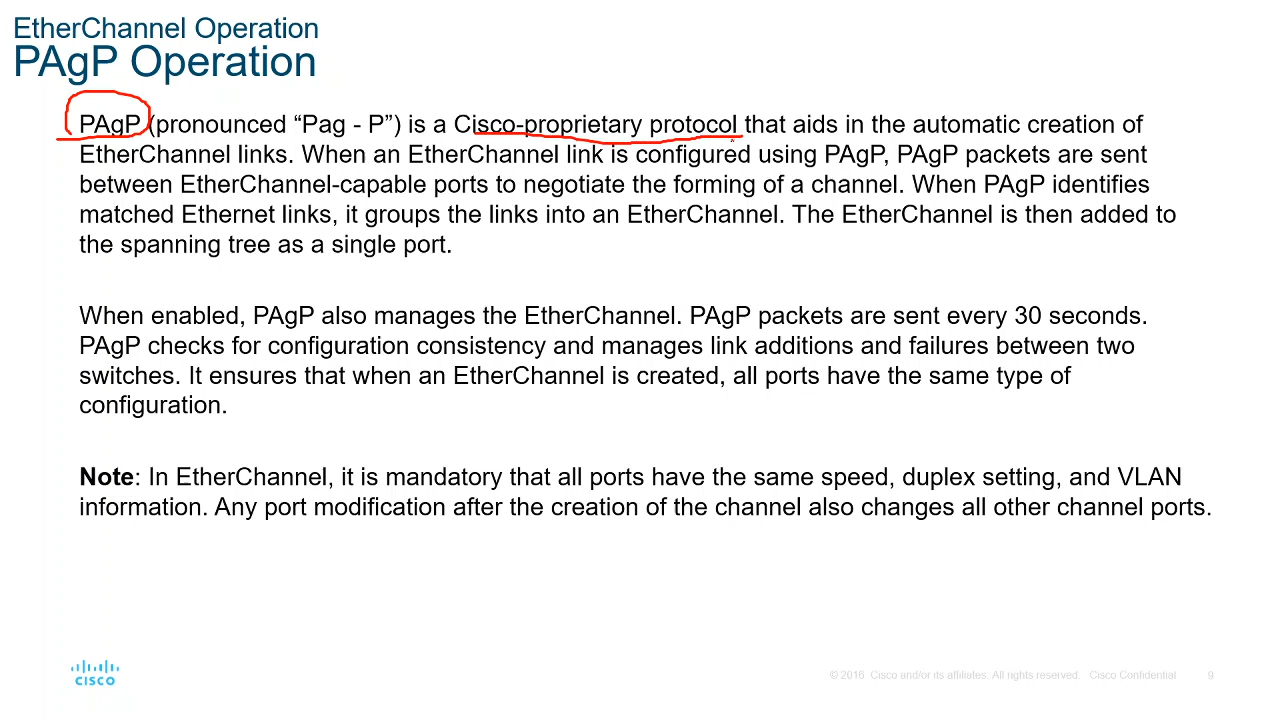 EtherChannel Operation
PAgP Operation
PAgP (pronounced “Pag - P”) is a Cisco-proprietary protocol that aids in the automatic creation of
EtherChannel links. When an EtherChannel link is configured using PAgP, PAgP packets are sent
between EtherChannel-capable ports to negotiate the forming of a channel. When PAgP identifies
matched Ethernet links, it groups the links into an EtherChannel. The EtherChannel is then added to
the spanning tree as a single port.
When enabled, PAgP also manages the EtherChannel. PAgP packets are sent every 30 seconds.
PAgP checks for configuration consistency and manages link additions and failures between two
switches. It ensures that when an EtherChannel is created, all ports have the same type of
configuration.
Note: In EtherChannel, it is mandatory that all ports have the same speed, duplex setting, and VLAN
information. Any port modification after the creation of the channel also changes all other channel ports.
CISCO
© 2016 Cisco and/or its affiliates. All rights reserved. Cisco Confidential 9